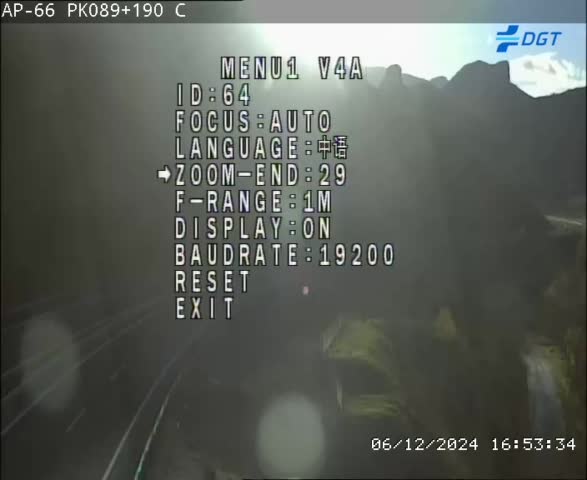 AP-66 PK089+190 C
DGT
MENU1 V4A
ID:64
FOCUS:AUTO
LANGUAGE:中语
ZOOM-END:29
F-RANGE:1M
DISPLAY:ON
BAUDRATE:19200
RESET
EXIT
06/12/2024 16:53:34